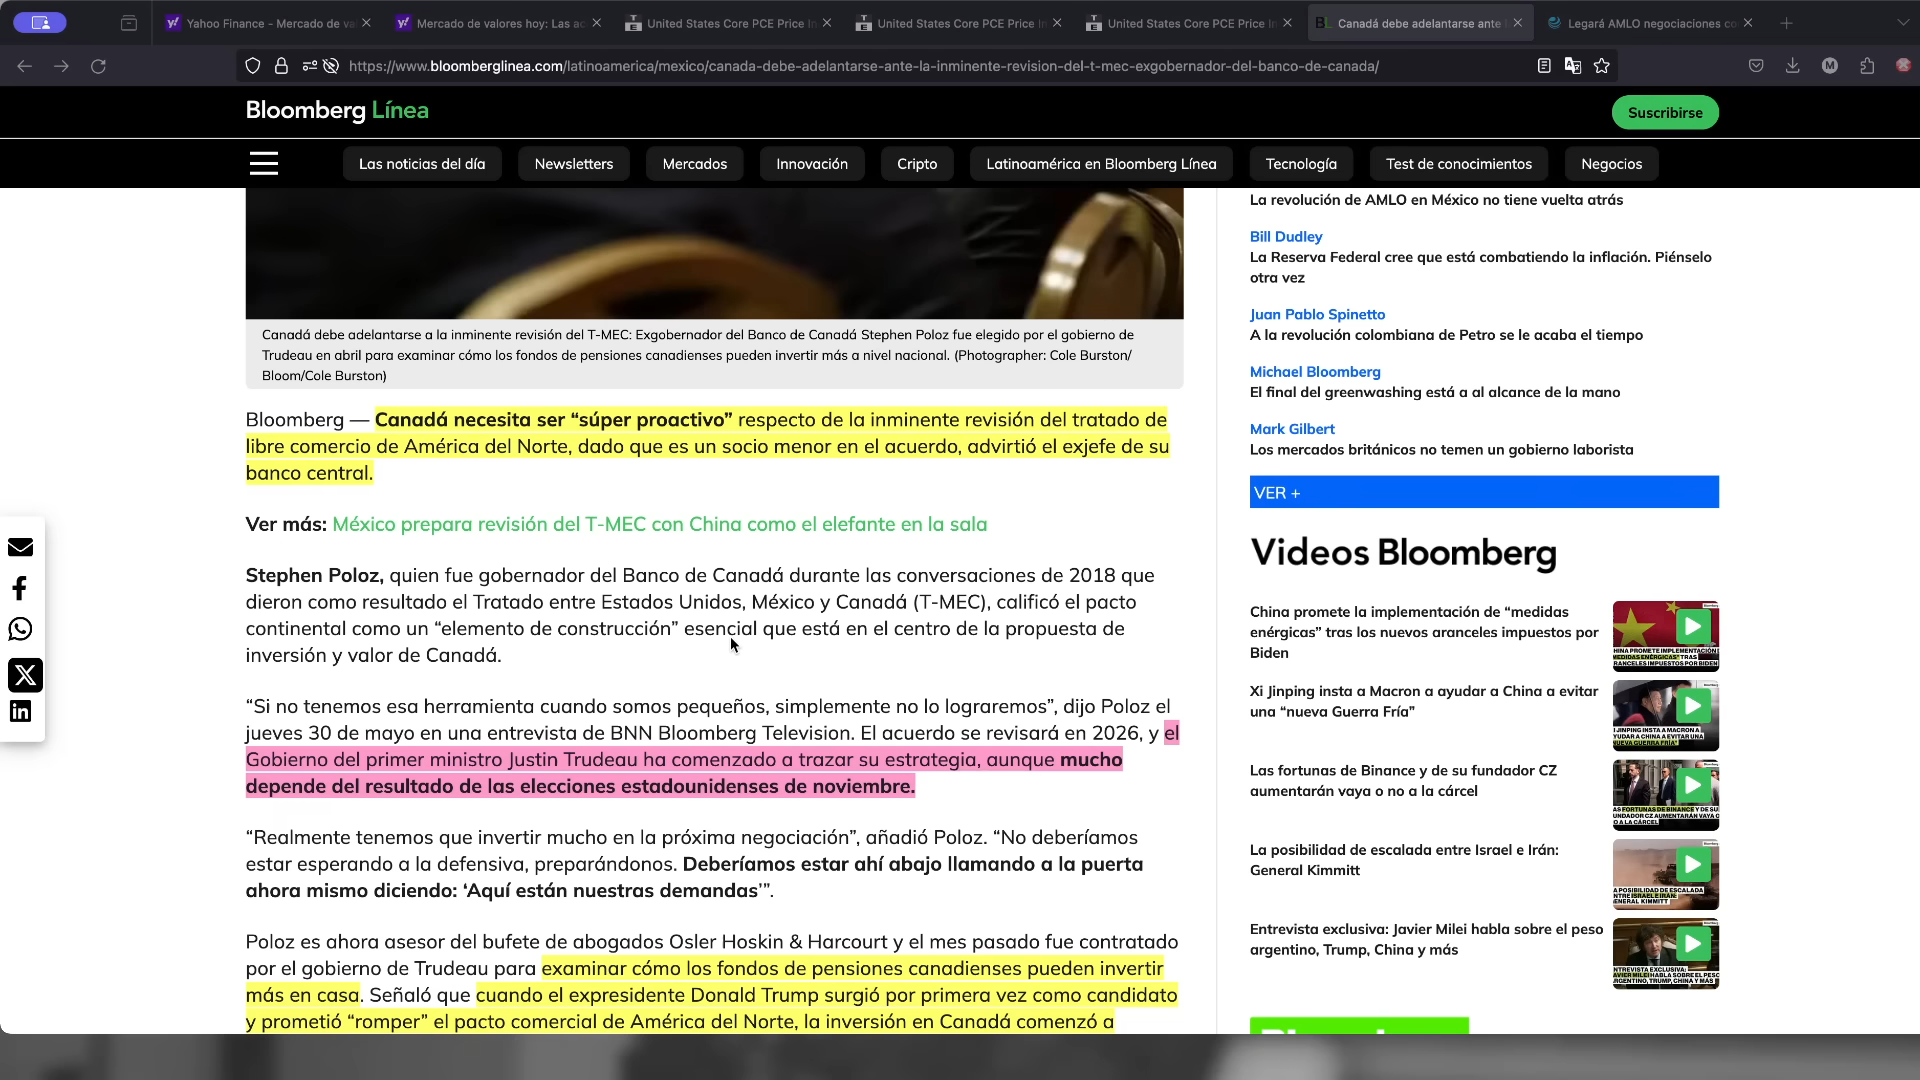 Yahoo Finance - Mercado de va
Mercado de valores hoy: Las ac
United States Core PCE Price In
United States Core PCE Price In
United States Core PCE Price In
Canadá debe adelantarse ante
Legará AMLO negociaciones co
https://www.bloomberglinea.com/latinoamerica/mexico/canada-debe-adelantarse-ante-la-inminente-revision-del-t-mec-exgobernador-del-banco-de-canada/
Bloomberg Línea
Suscribirse
Las noticias del día
Newsletters
Mercados
Innovación
Cripto
Latinoamérica en Bloomberg Línea
Tecnología
Test de conocimientos
Negocios
Canadá debe adelantarse a la inminente revisión del T-MEC: Exgobernador del Banco de Canadá Stephen Poloz fue elegido por el gobierno de
Trudeau en abril para examinar cómo los fondos de pensiones canadienses pueden invertir más a nivel nacional. (Photographer: Cole Burston/
Bloom/Cole Burston)
Bloomberg — Canadá necesita ser “súper proactivo” respecto de la inminente revisión del tratado de
libre comercio de América del Norte, dado que es un socio menor en el acuerdo, advirtió el exjefe de su
banco central.
Ver más: México prepara revisión del T-MEC con China como el elefante en la sala
Stephen Poloz, quien fue gobernador del Banco de Canadá durante las conversaciones de 2018 que
dieron como resultado el Tratado entre Estados Unidos, México y Canadá (T-MEC), calificó el pacto
continental como un “elemento de construcción” esencial que está en el centro de la propuesta de
inversión y valor de Canadá.
“Si no tenemos esa herramienta cuando somos pequeños, simplemente no lo lograremos”, dijo Poloz el
jueves 30 de mayo en una entrevista de BNN Bloomberg Television. El acuerdo se revisará en 2026, y el
Gobierno del primer ministro Justin Trudeau ha comenzado a trazar su estrategia, aunque mucho
depende del resultado de las elecciones estadounidenses de noviembre.
“Realmente tenemos que invertir mucho en la próxima negociación”, añadió Poloz. “No deberíamos
estar esperando a la defensiva, preparándonos. Deberíamos estar ahí abajo llamando a la puerta
ahora mismo diciendo: ‘Aquí están nuestras demandas’”.
Poloz es ahora asesor del bufete de abogados Osler Hoskin & Harcourt y el mes pasado fue contratado
por el gobierno de Trudeau para examinar cómo los fondos de pensiones canadienses pueden invertir
más en casa. Señaló que cuando el expresidente Donald Trump surgió por primera vez como candidato
y prometió “romper” el pacto comercial de América del Norte, la inversión en Canadá comenzó a
La revolución de AMLO en México no tiene vuelta atrás
Bill Dudley
La Reserva Federal cree que está combatiendo la inflación. Piénselo
otra vez
Juan Pablo Spinetto
A la revolución colombiana de Petro se le acaba el tiempo
Michael Bloomberg
El final del greenwashing está a al alcance de la mano
Mark Gilbert
Los mercados británicos no temen un gobierno laborista
VER +
Videos Bloomberg
China promete la implementación de “medidas
enérgicas” tras los nuevos aranceles impuestos por
Biden
Xi Jinping insta a Macron a ayudar a China a evitar
una “nueva Guerra Fría”
Las fortunas de Binance y de su fundador CZ
aumentarán vaya o no a la cárcel
La posibilidad de escalada entre Israel e Irán:
General Kimmitt
Entrevista exclusiva: Javier Milei habla sobre el peso
argentino, Trump, China y más